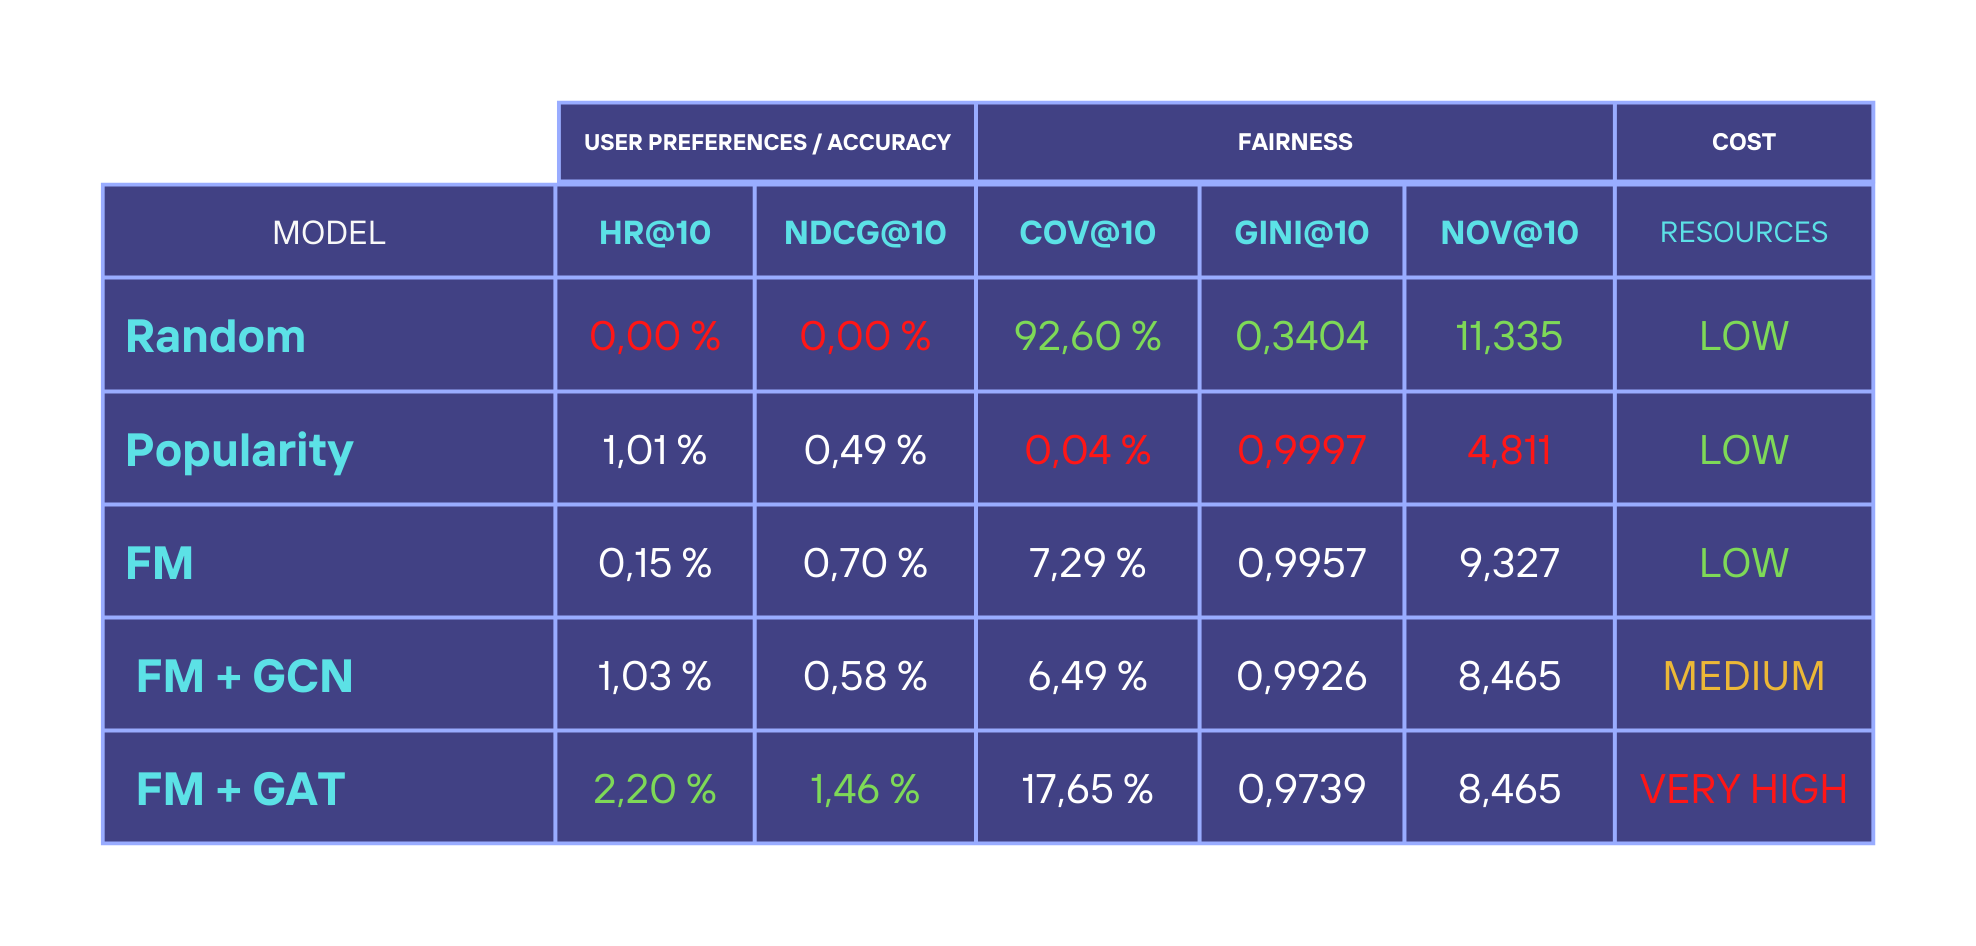 USER PREFERENCES / ACCURACY FAIRNESS COST
MODEL HR@10 NDCG@10 COV@10 GINI@10 NOV@10 RESOURCES
Random 0,00 % 0,00 % 92,60 % 0,3404 11,335 LOW
Popularity 1,01 % 0,49 % 0,04 % 0,9997 4,811 LOW
FM 0,15 % 0,70 % 7,29 % 0,9957 9,327 LOW
FM + GCN 1,03 % 0,58 % 6,49 % 0,9926 8,465 MEDIUM
FM + GAT 2,20 % 1,46 % 17,65 % 0,9739 8,465 VERY HIGH